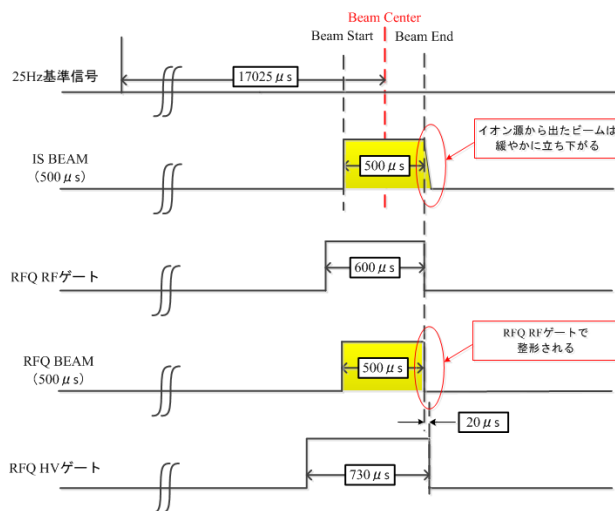 Beam Center
Beam Start
Beam End
17025μs
25Hz基準信号
イオン源から出たビームは
緩やかに立ち下がる
IS BEAM
(500μs)
500μs
RFQ RFゲート
600μs
RFQ RFゲートで
整形される
RFQ BEAM
(500μs)
500μs
20μs
RFQ HVゲート
730μs